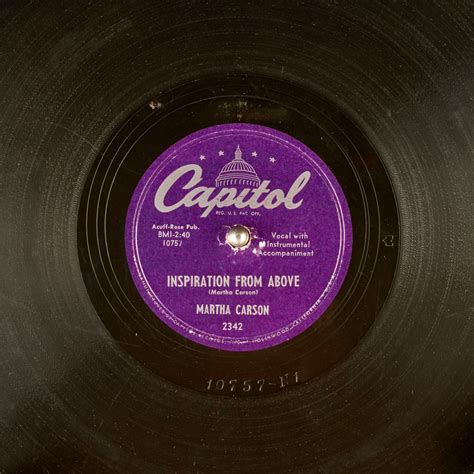 Capitol
REG. U.S. PAT. OFF.
Acuff-Rose Pub.
BMI-2:40
10757
Vocal with
Instrumental
Accompaniment
INSPIRATION FROM ABOVE
(Martha Carson)
MARTHA CARSON
2342
10757-N1